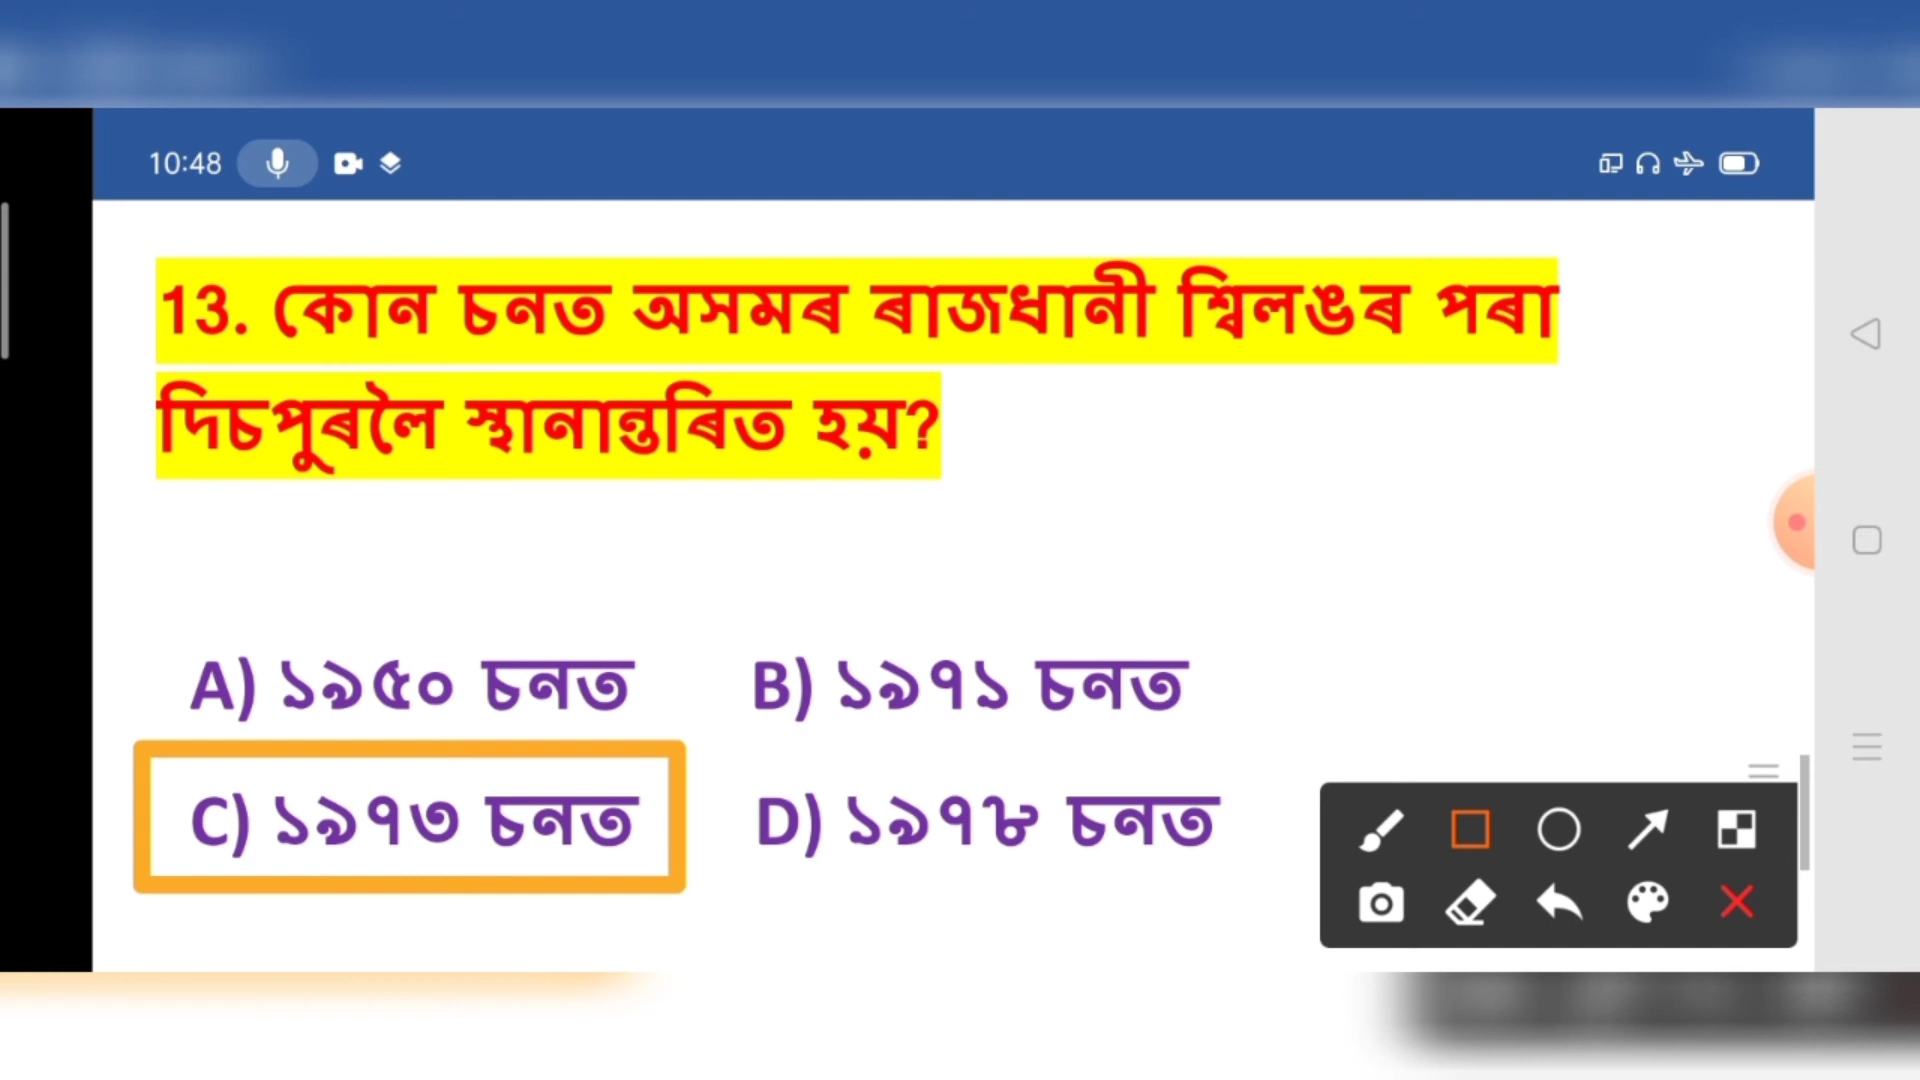 10:48
13. কোন চনত অসমৰ ৰাজধানী শ্বিলঙৰ পৰা
দিচপুৰলৈ স্থানান্তৰিত হয়?
A) ১৯৫০ চনত B) ১৯৭১ চনত
C) ১৯৭৩ চনত D) ১৯৭৮ চনত